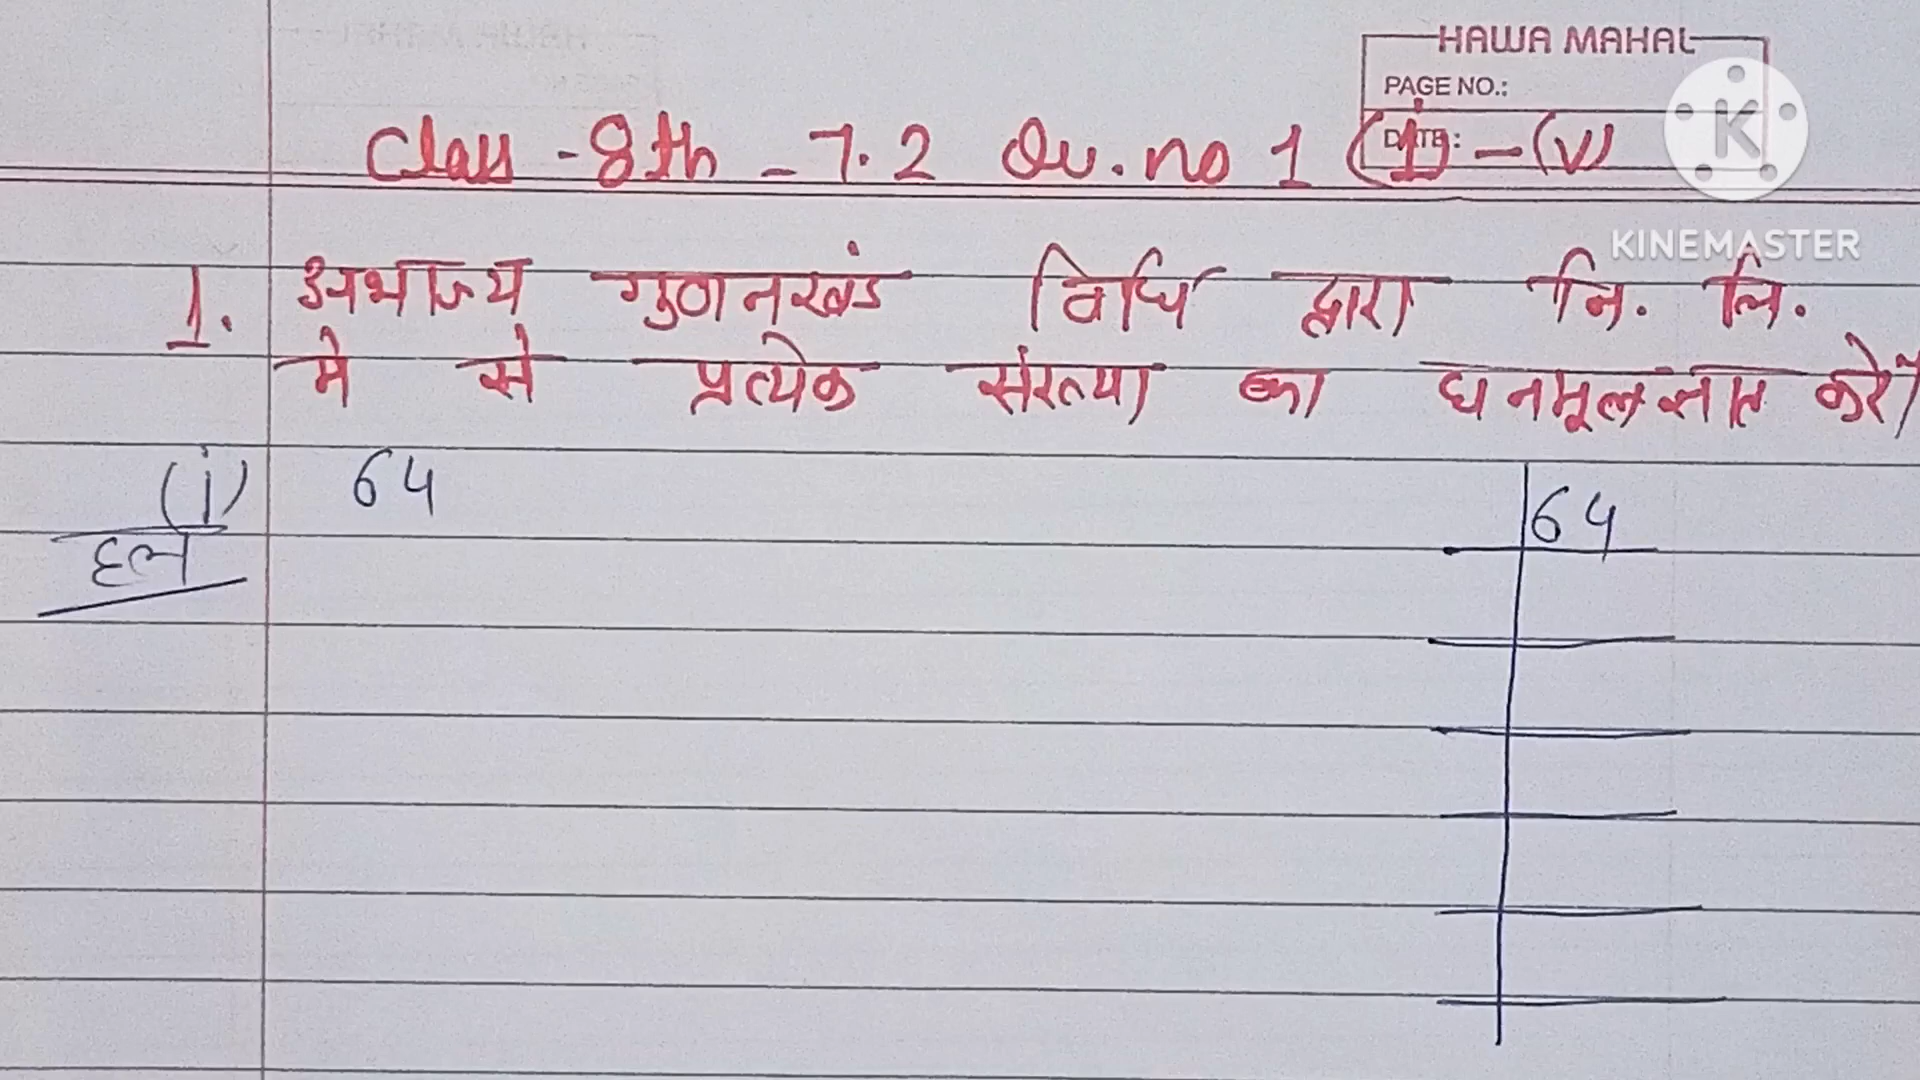 HAWA MAHAL
PAGE NO.:
DATE:
Class - 8th - 7.2 Qu. no 1 (i) - (v)
KINEMASTER
1. अभाज्य गुणनखंड विधि द्वारा नि. लि.
मे से प्रत्येक संख्या का घनमूल ज्ञात करें।
(i) 64
64
हल